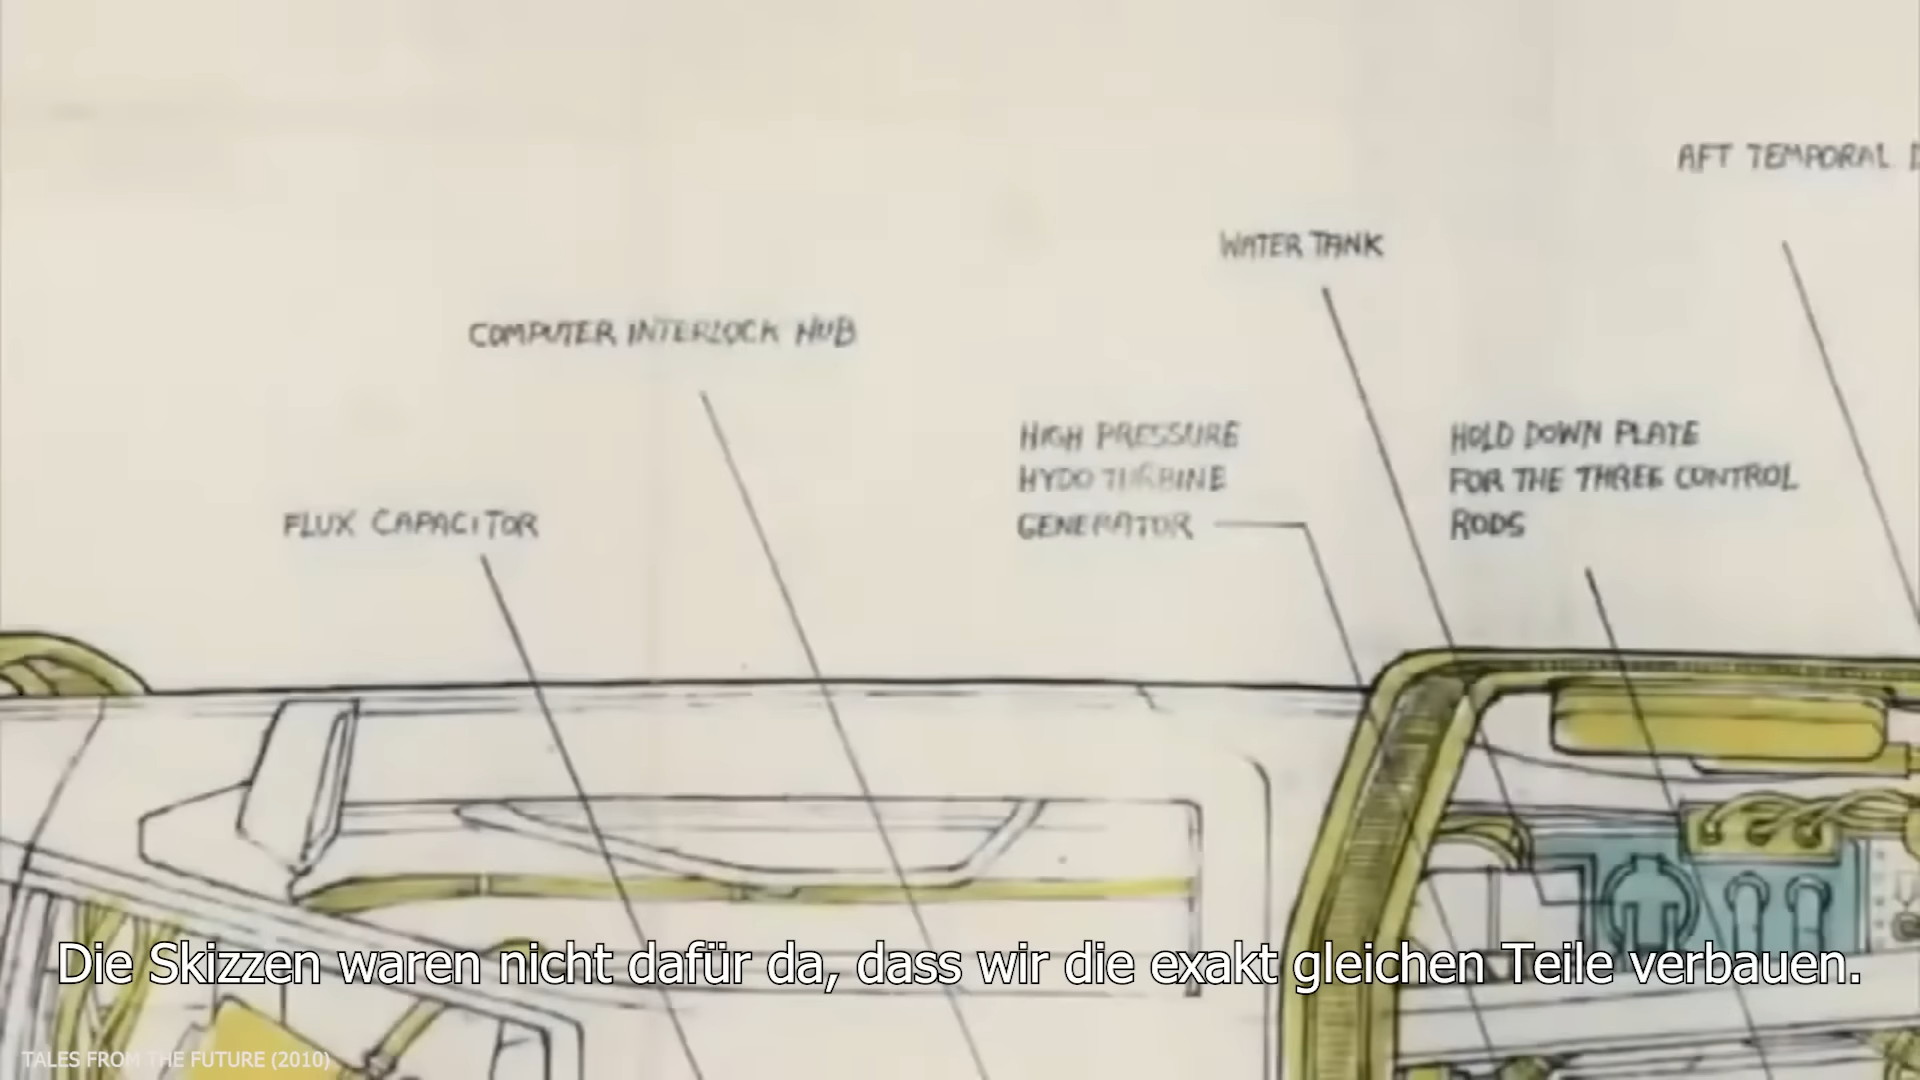 AFT TEMPORAL
WATER TANK
COMPUTER INTERLOCK HUB
HIGH PRESSURE
HYDO TURBINE
GENERATOR
HOLD DOWN PLATE
FOR THE THREE CONTROL
RODS
FLUX CAPACITOR
Die Skizzen waren nicht dafür da, dass wir die exakt gleichen Teile verbauen.
TALES FROM THE FUTURE (2010)